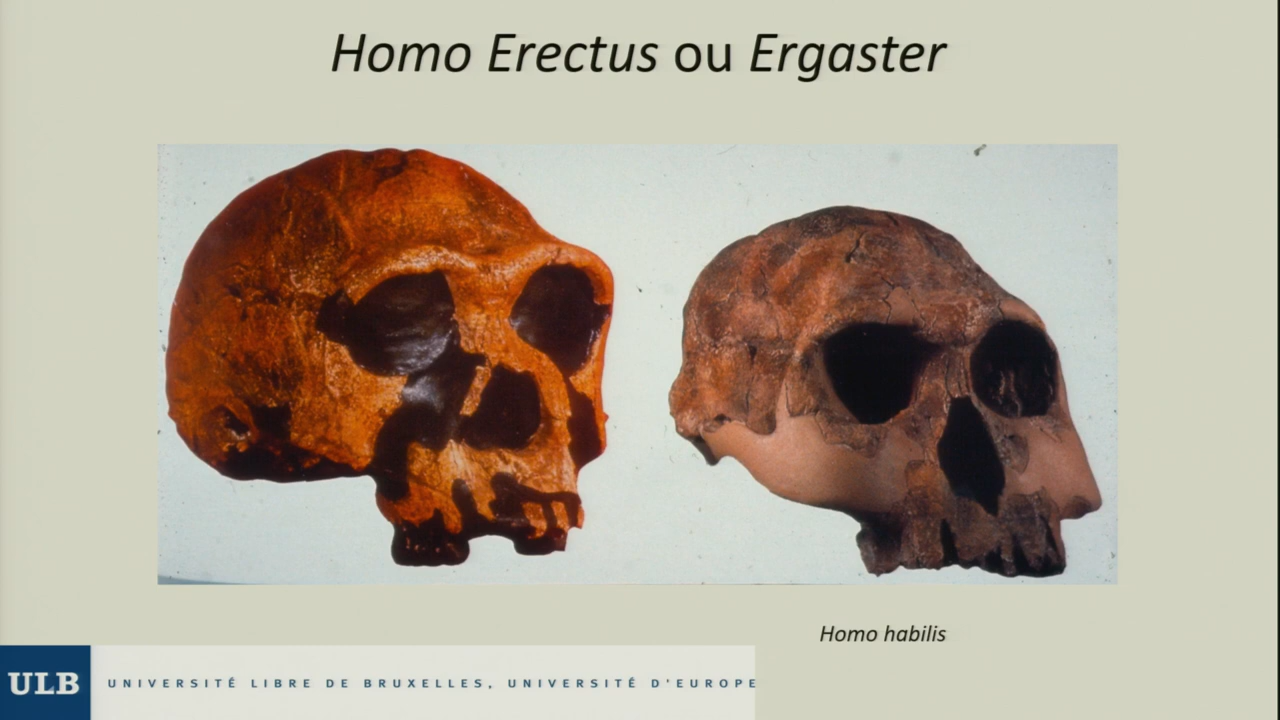 Homo Erectus ou Ergaster
Homo habilis
ULB
UNIVERSITÉ LIBRE DE BRUXELLES, UNIVERSITÉ D'EUROPE